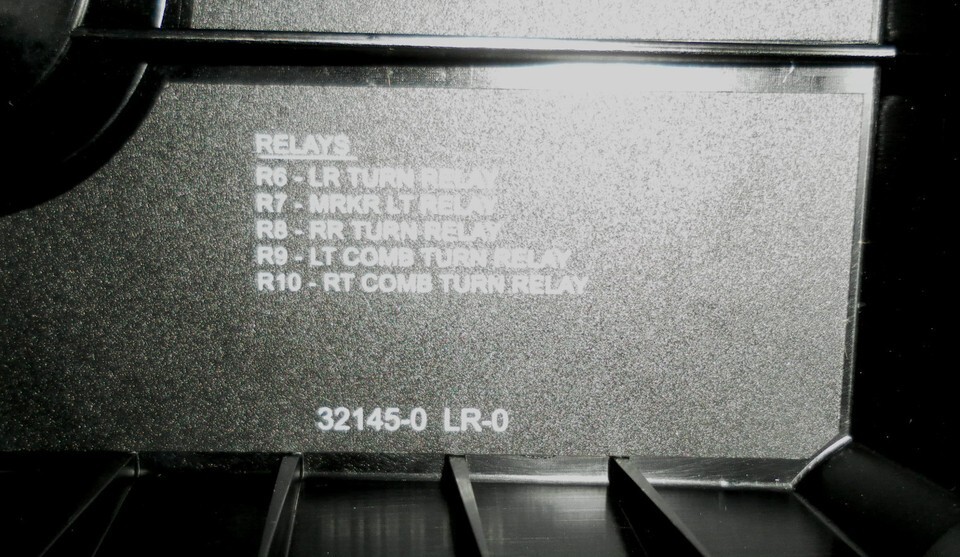 RELAYS
R6 - LR TURN RELAY
R7 - MRKR LT RELAY
R8 - RR TURN RELAY
R9 - LT COMB TURN RELAY
R10 - RT COMB TURN RELAY
32145-0 LR-0